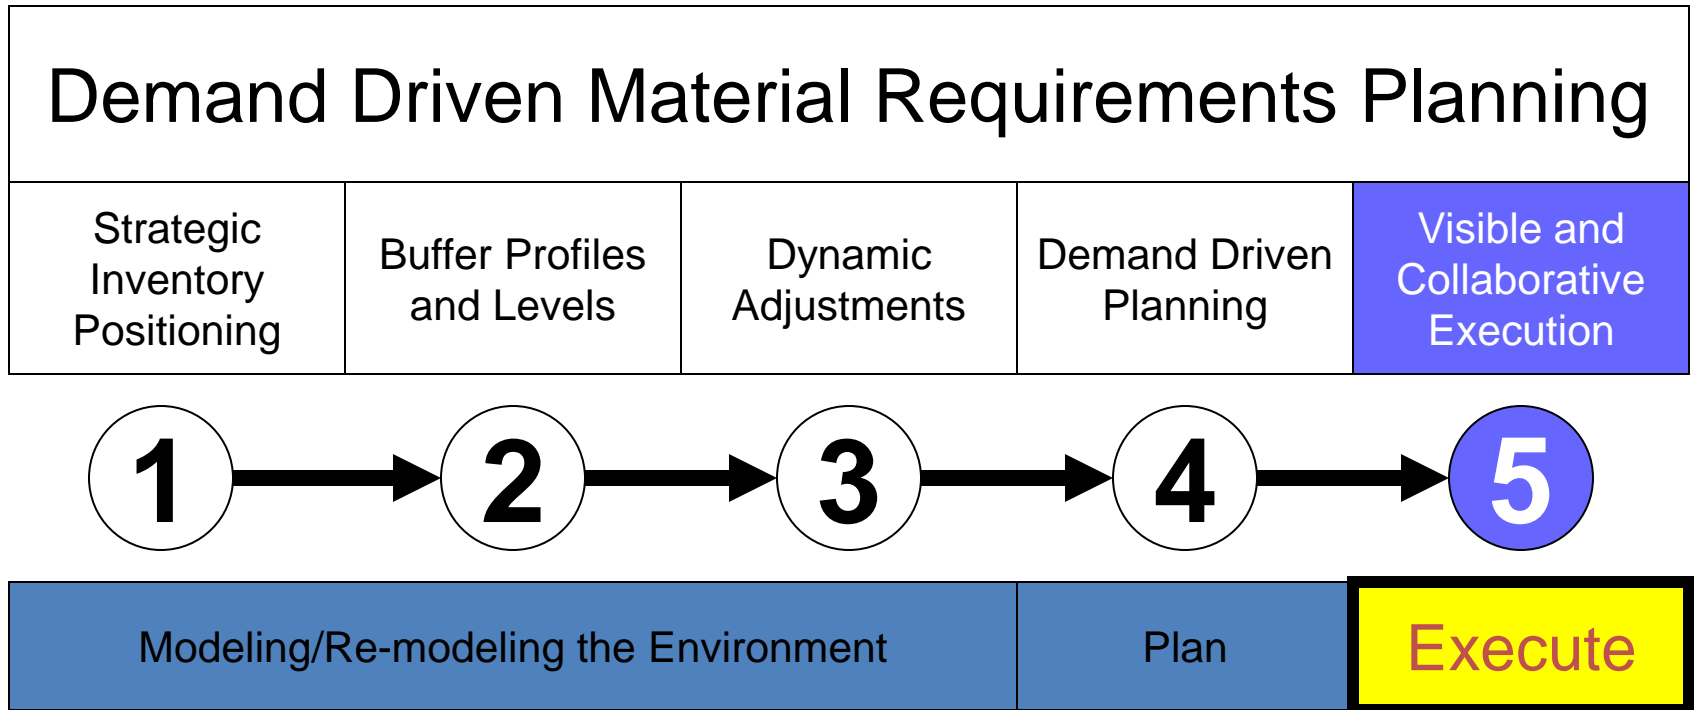 Demand Driven Material Requirements Planning
Strategic
Inventory
Positioning
Buffer Profiles
and Levels
Dynamic
Adjustments
Demand Driven
Planning
Visible and
Collaborative
Execution
1
2
3
4
5
Modeling/Re-modeling the Environment
Plan
Execute